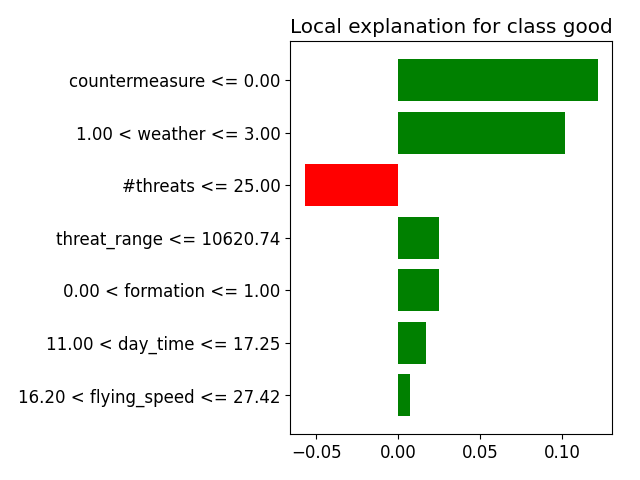 Local explanation for class good
countermeasure <= 0.00
1.00 < weather <= 3.00
#threats <= 25.00
threat_range <= 10620.74
0.00 < formation <= 1.00
11.00 < day_time <= 17.25
16.20 < flying_speed <= 27.42
−0.05 0.00 0.05 0.10